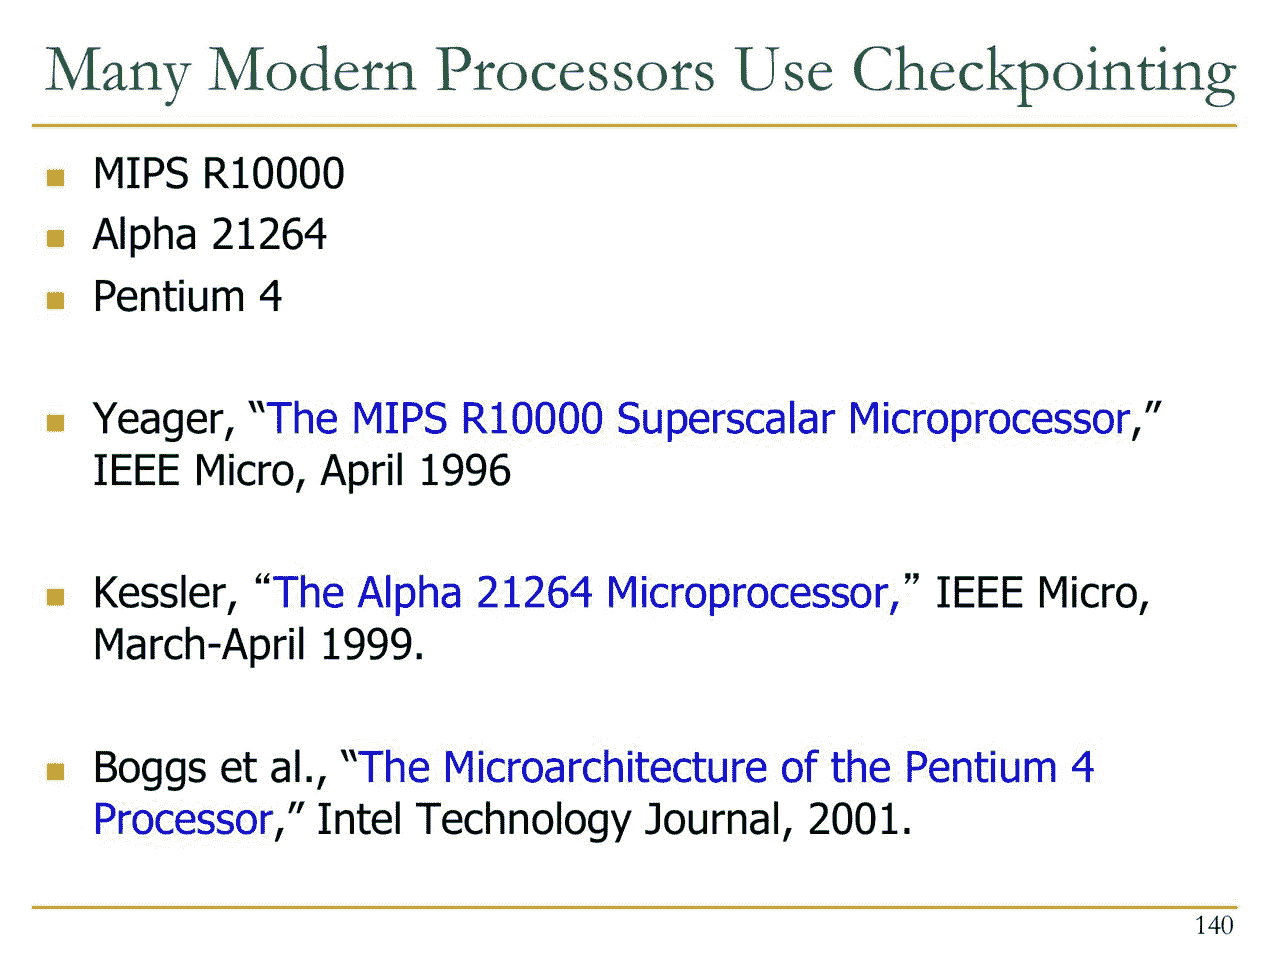 Many Modern Processors Use Checkpointing
MIPS R10000
Alpha 21264
Pentium 4
Yeager, “The MIPS R10000 Superscalar Microprocessor,”
IEEE Micro, April 1996
Kessler, “The Alpha 21264 Microprocessor,” IEEE Micro,
March-April 1999.
Boggs et al., “The Microarchitecture of the Pentium 4
Processor,” Intel Technology Journal, 2001.
140